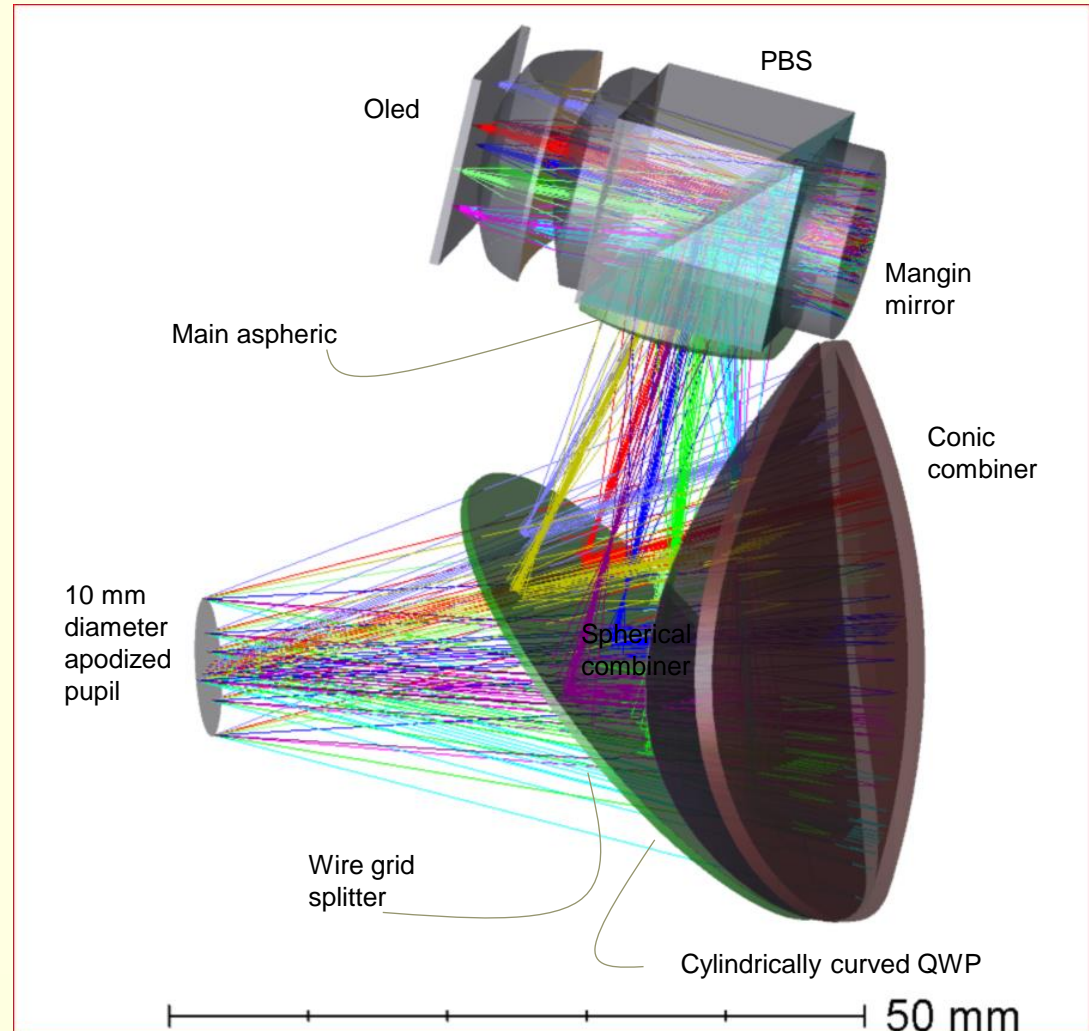 PBS
Oled
Mangin
mirror
Main aspheric
Conic
combiner
10 mm
diameter
apodized
pupil
Spherical
combiner
Wire grid
splitter
Cylindrically curved QWP
50 mm